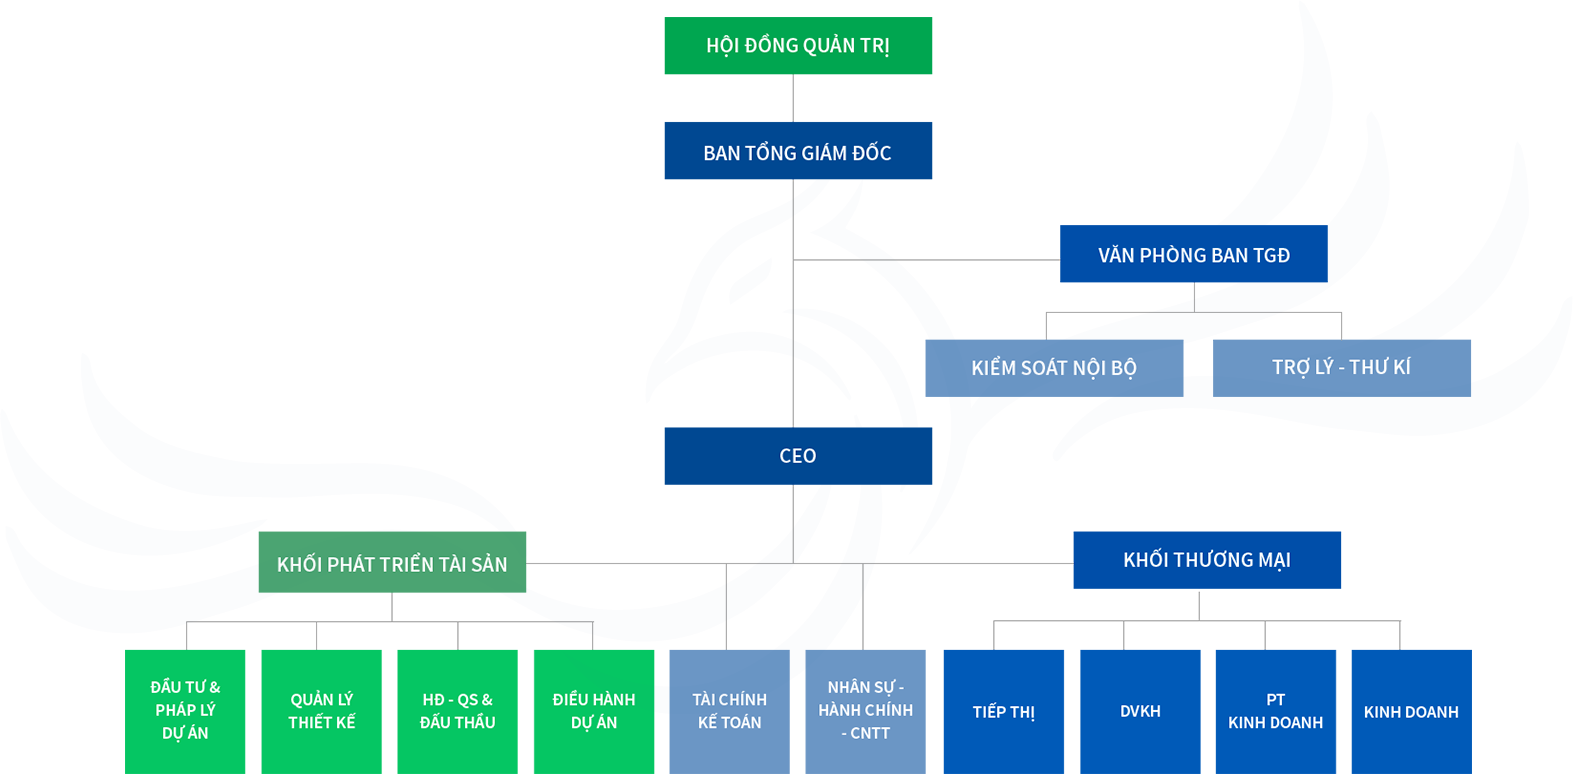 HỘI ĐỒNG QUẢN TRỊ
BAN TỔNG GIÁM ĐỐC
VĂN PHÒNG BAN TGĐ
KIỂM SOÁT NỘI BỘ
TRỢ LÝ - THƯ KÍ
CEO
KHỐI PHÁT TRIỂN TÀI SẢN
KHỐI THƯƠNG MẠI
ĐẦU TƯ &
PHÁP LÝ
DỰ ÁN
QUẢN LÝ
THIẾT KẾ
HĐ - QS &
ĐẤU THẦU
ĐIỀU HÀNH
DỰ ÁN
TÀI CHÍNH
KẾ TOÁN
NHÂN SỰ -
HÀNH CHÍNH
- CNTT
TIẾP THỊ
DVKH
PT
KINH DOANH
KINH DOANH